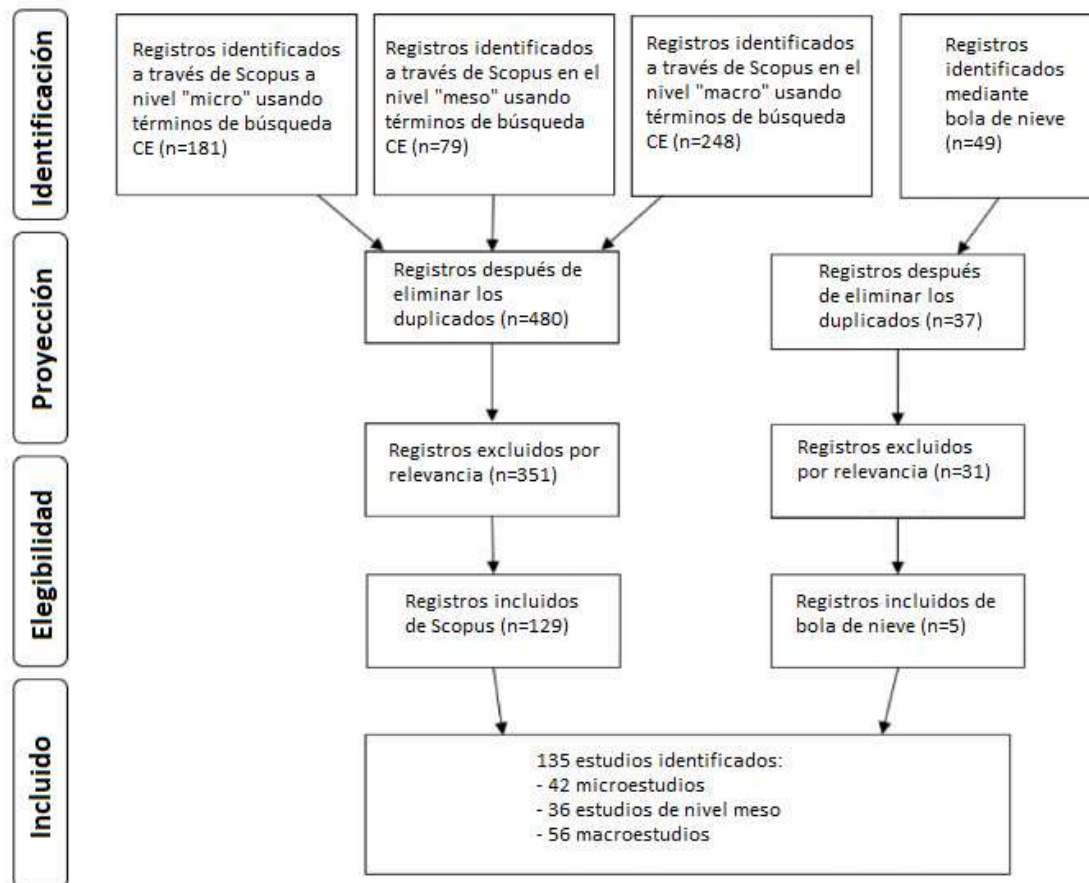 Identificación
Registros identificados
a través de Scopus a
nivel "micro" usando
términos de búsqueda
CE (n=181)
Registros identificados
a través de Scopus en el
nivel "meso" usando
términos de búsqueda
CE (n=79)
Registros identificados
a través de Scopus en el
nivel "macro" usando
términos de búsqueda
CE (n=248)
Registros
identificados
mediante
bola de nieve
(n=49)
Proyección
Registros después de
eliminar los
duplicados (n=480)
Registros después
de eliminar los
duplicados (n=37)
Registros excluidos por
relevancia (n=351)
Registros excluidos
por relevancia (n=31)
Elegibilidad
Registros incluidos
de Scopus (n=129)
Registros incluidos de
bola de nieve (n=5)
Incluido
135 estudios identificados:
- 42 microestudios
- 36 estudios de nivel meso
- 56 macroestudios